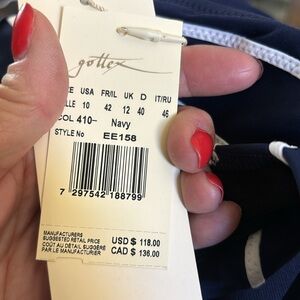 gottex
ZE USA FR/IL UK D IT/RU
LLE 10 42 12 40 46
COL 410- Navy
STYLE No EE158
7 297542 188799
MANUFACTURERS
SUGGESTED RETAIL PRICE USD $ 118.00
COÛT AU DÉTAIL SUGGÉRÉ CAD $ 136.00
PAR LE MANUFACTURIER